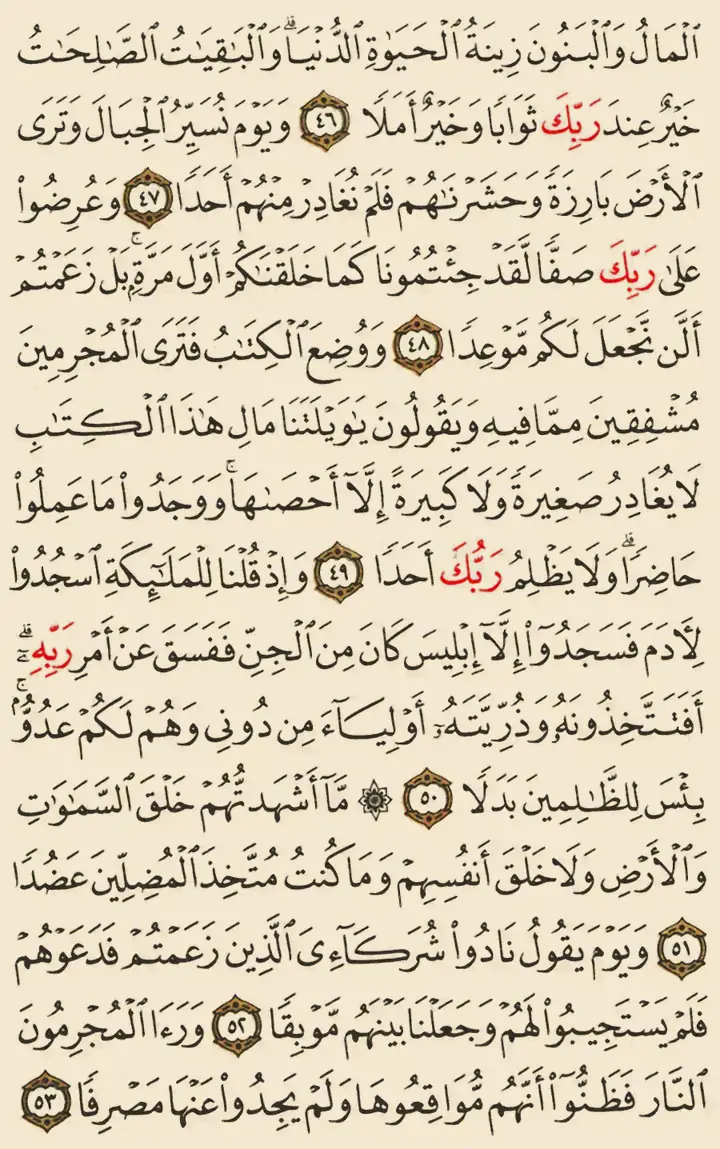 ٱلۡمَالُ وَٱلۡبَنُونَ زِينَةُ ٱلۡحَيَوٰةِ ٱلدُّنۡيَاۖ وَٱلۡبَٰقِيَٰتُ ٱلصَّٰلِحَٰتُ
خَيۡرٌ عِندَ رَبِّكَ ثَوَابٗا وَخَيۡرٌ أَمَلٗا ٤٦ وَيَوۡمَ نُسَيِّرُ ٱلۡجِبَالَ وَتَرَى
ٱلۡأَرۡضَ بَارِزَةٗ وَحَشَرۡنَٰهُمۡ فَلَمۡ نُغَادِرۡ مِنۡهُمۡ أَحَدٗا ٤٧ وَعُرِضُواْ
عَلَىٰ رَبِّكَ صَفّٗا لَّقَدۡ جِئۡتُمُونَا كَمَا خَلَقۡنَٰكُمۡ أَوَّلَ مَرَّةِۭۚ بَلۡ زَعَمۡتُمۡ
أَلَّن نَّجۡعَلَ لَكُم مَّوۡعِدٗا ٤٨ وَوُضِعَ ٱلۡكِتَٰبُ فَتَرَى ٱلۡمُجۡرِمِينَ
مُشۡفِقِينَ مِمَّا فِيهِ وَيَقُولُونَ يَٰوَيۡلَتَنَا مَالِ هَٰذَا ٱلۡكِتَٰبِ
لَا يُغَادِرُ صَغِيرَةٗ وَلَا كَبِيرَةً إِلَّآ أَحۡصَىٰهَاۚ وَوَجَدُواْ مَا عَمِلُواْ
حَاضِرٗاۗ وَلَا يَظۡلِمُ رَبُّكَ أَحَدٗا ٤٩ وَإِذۡ قُلۡنَا لِلۡمَلَٰٓئِكَةِ ٱسۡجُدُواْ
لِأٓدَمَ فَسَجَدُوٓاْ إِلَّآ إِبۡلِيسَ كَانَ مِنَ ٱلۡجِنِّ فَفَسَقَ عَنۡ أَمۡرِ رَبِّهِۦٓۗ
أَفَتَتَّخِذُونَهُۥ وَذُرِّيَّتَهُۥٓ أَوۡلِيَآءَ مِن دُونِي وَهُمۡ لَكُمۡ عَدُوُّۢۚ
بِئۡسَ لِلظَّٰلِمِينَ بَدَلٗا ٥٠ ۞ مَّآ أَشۡهَدتُّهُمۡ خَلۡقَ ٱلسَّمَٰوَٰتِ
وَٱلۡأَرۡضِ وَلَا خَلۡقَ أَنفُسِهِمۡ وَمَا كُنتُ مُتَّخِذَ ٱلۡمُضِلِّينَ عَضُدٗا
٥١ وَيَوۡمَ يَقُولُ نَادُواْ شُرَكَآءِيَ ٱلَّذِينَ زَعَمۡتُمۡ فَدَعَوۡهُمۡ
فَلَمۡ يَسۡتَجِيبُواْ لَهُمۡ وَجَعَلۡنَا بَيۡنَهُم مَّوۡبِقٗا ٥٢ وَرَءَا ٱلۡمُجۡرِمُونَ
ٱلنَّارَ فَظَنُّوٓاْ أَنَّهُم مُّوَاقِعُوهَا وَلَمۡ يَجِدُواْ عَنۡهَا مَصۡرِفٗا ٥٣